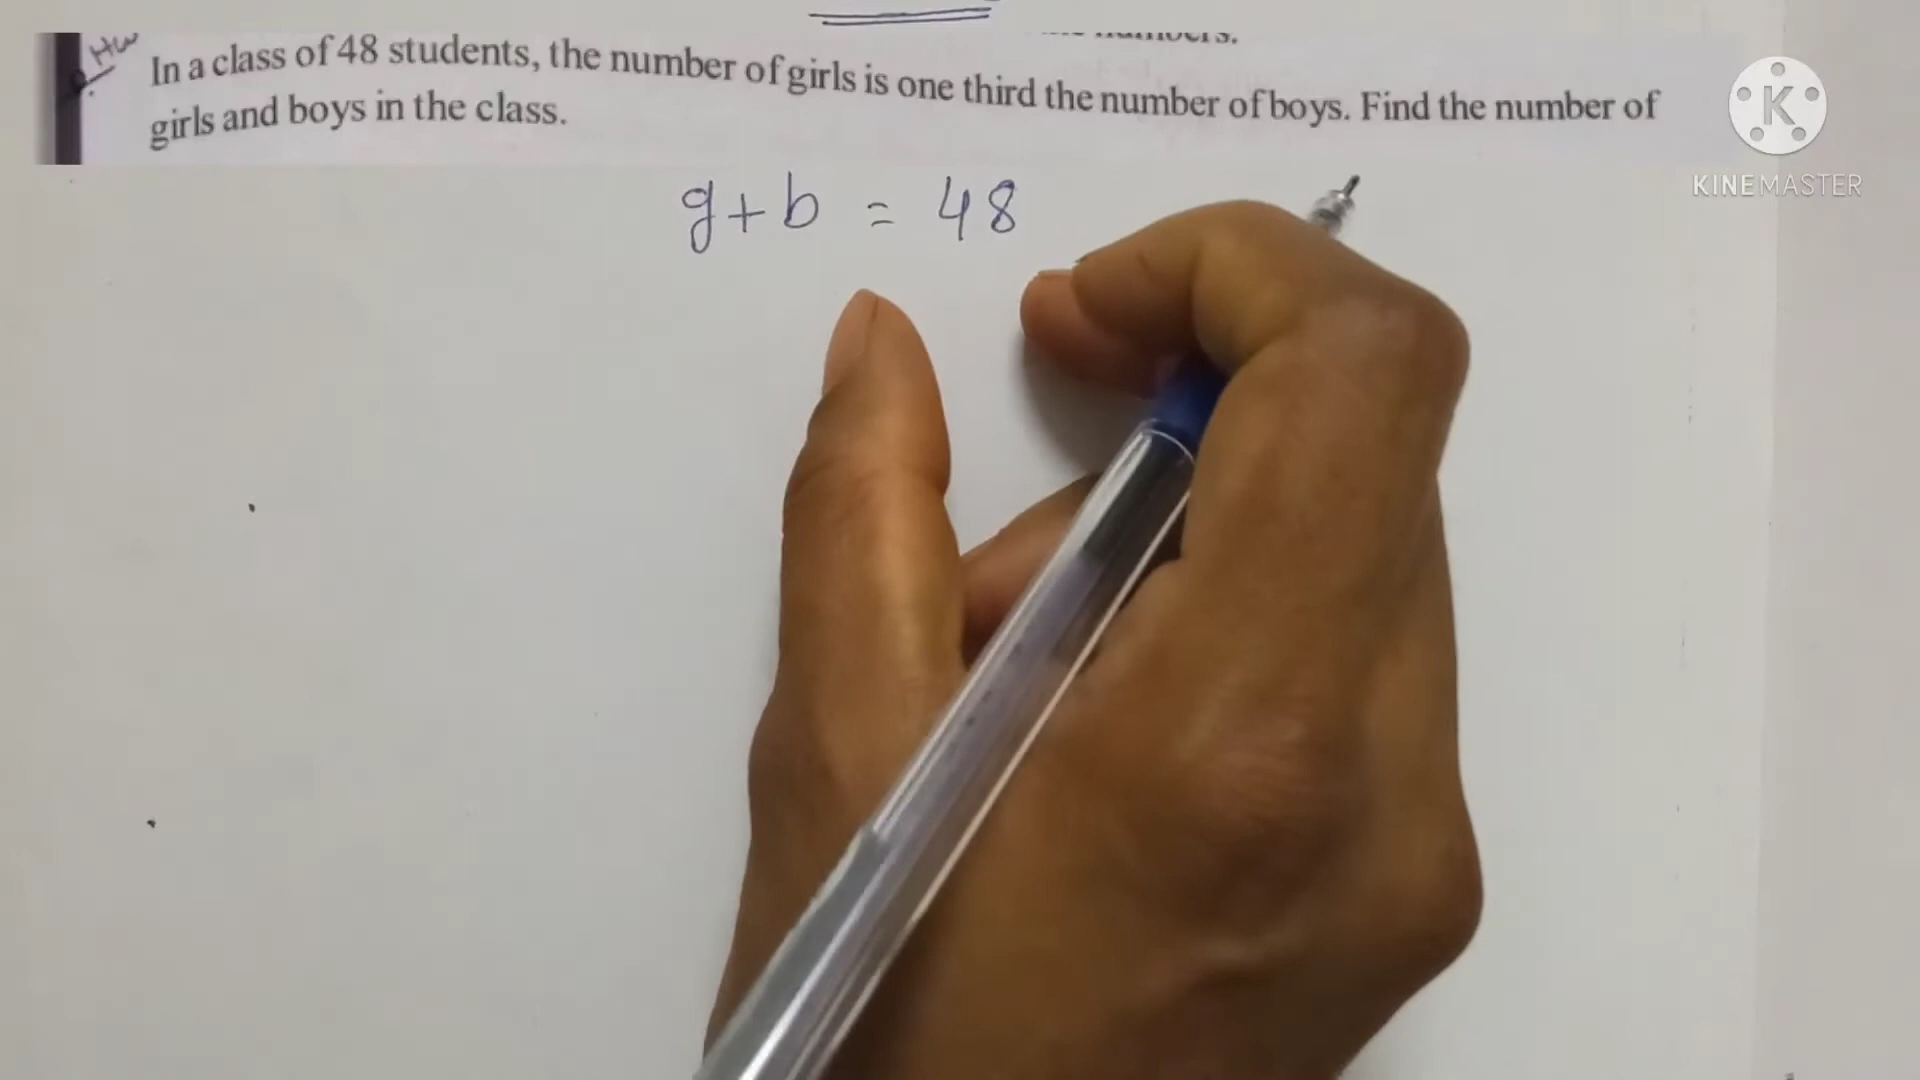 HW
In a class of 48 students, the number of girls is one third the number of boys. Find the number of
girls and boys in the class.
g+b = 48
K
KINEMASTER